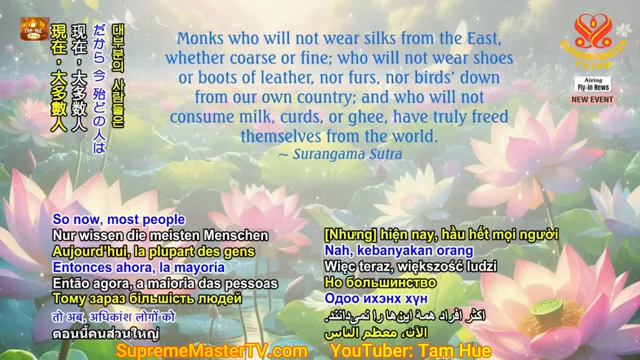 Monks who will not wear silks from the East,
whether coarse or fine; who will not wear shoes
or boots of leather, nor furs, nor birds' down
from our own country; and who will not
consume milk, curds, or ghee, have truly freed
themselves from the world.
~ Surangama Sutra
대부분의 사람들은
だから 今 殆どの人は
现在，大多数人
現在，大多數人
Airing
Fly-in News
NEW EVENT
So now, most people
Nur wissen die meisten Menschen
Aujourd'hui, la plupart des gens
Entonces ahora, la mayoría
Então agora, a maioria das pessoas
Тому зараз більшість людей
तो अब, अधिकांश लोगों को
ตอนนี้คนส่วนใหญ่
[Nhưng] hiện nay, hầu hết mọi người
Nah, kebanyakan orang
Więc teraz, większość ludzi
Но большинство
Одоо ихэнх хүн
اکثر افراد همهٔ این‌ها را نمی‌دانند.
الآن، معظم الناس
SupremeMasterTV.com
YouTuber: Tam Hue